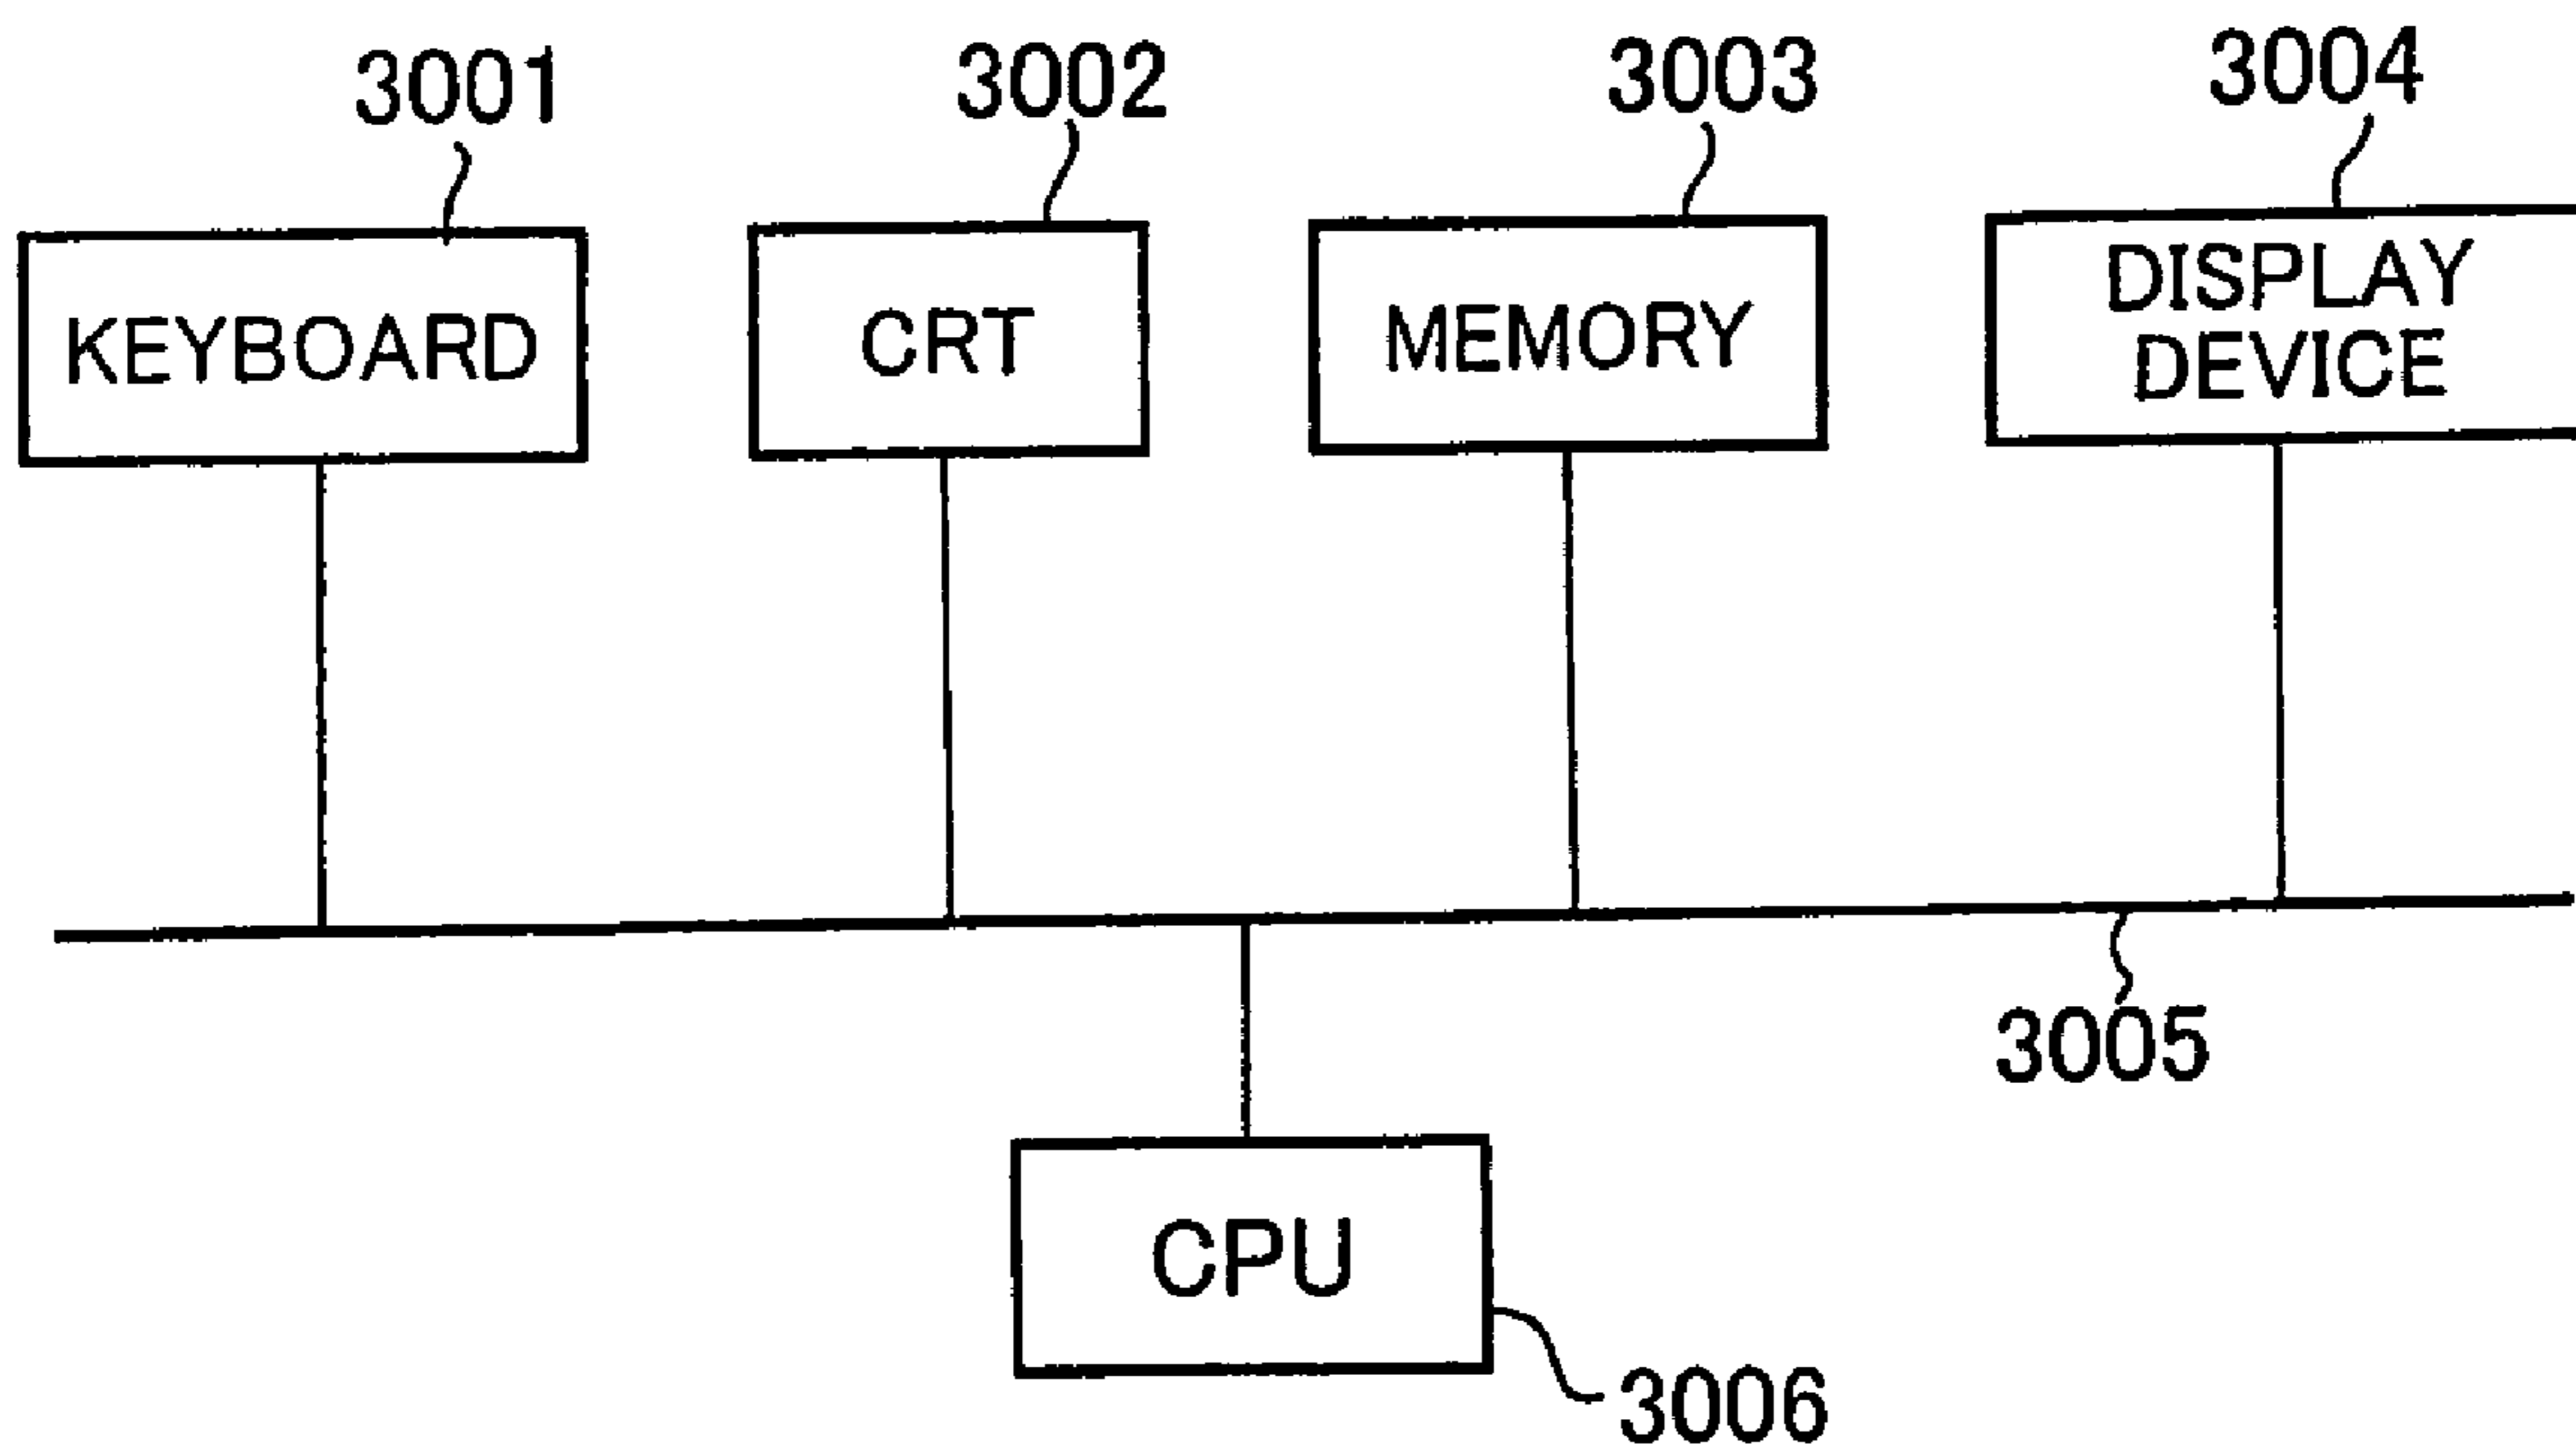 3001
3002
3003
3004
KEYBOARD
CRT
MEMORY
DISPLAY
DEVICE
3005
CPU
3006